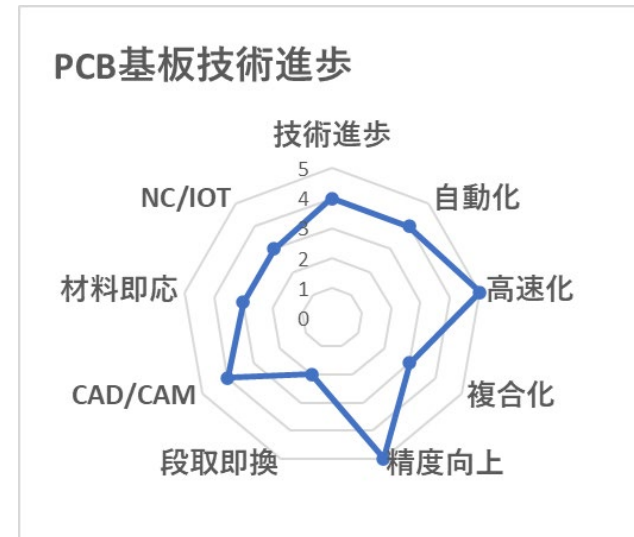 PCB基板技術進歩
技術進歩
自動化
高速化
複合化
精度向上
段取即換
CAD/CAM
材料即応
NC/IOT
5
4
3
2
1
0